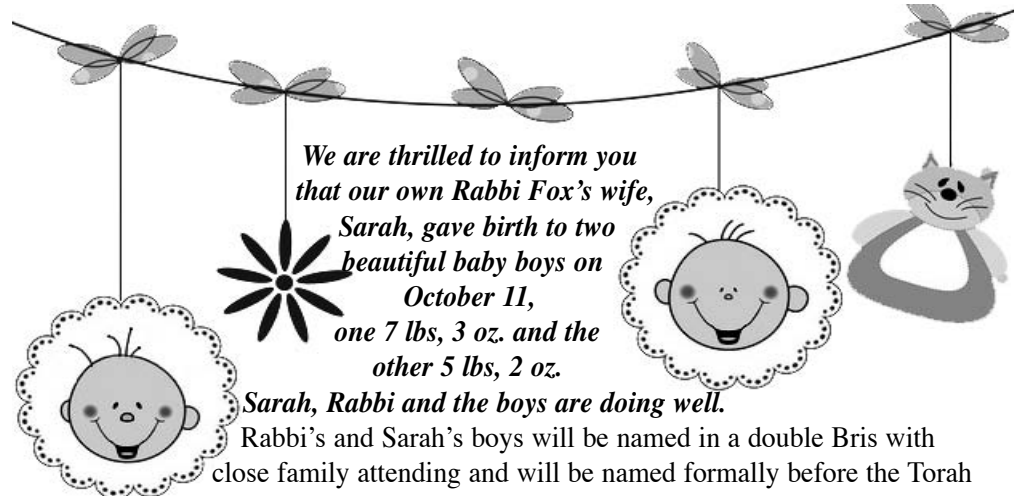 We are thrilled to inform you
that our own Rabbi Fox’s wife,
Sarah, gave birth to two
beautiful baby boys on
October 11,
one 7 lbs, 3 oz. and the
other 5 lbs, 2 oz.
Sarah, Rabbi and the boys are doing well.
Rabbi’s and Sarah’s boys will be named in a double Bris with
close family attending and will be named formally before the Torah